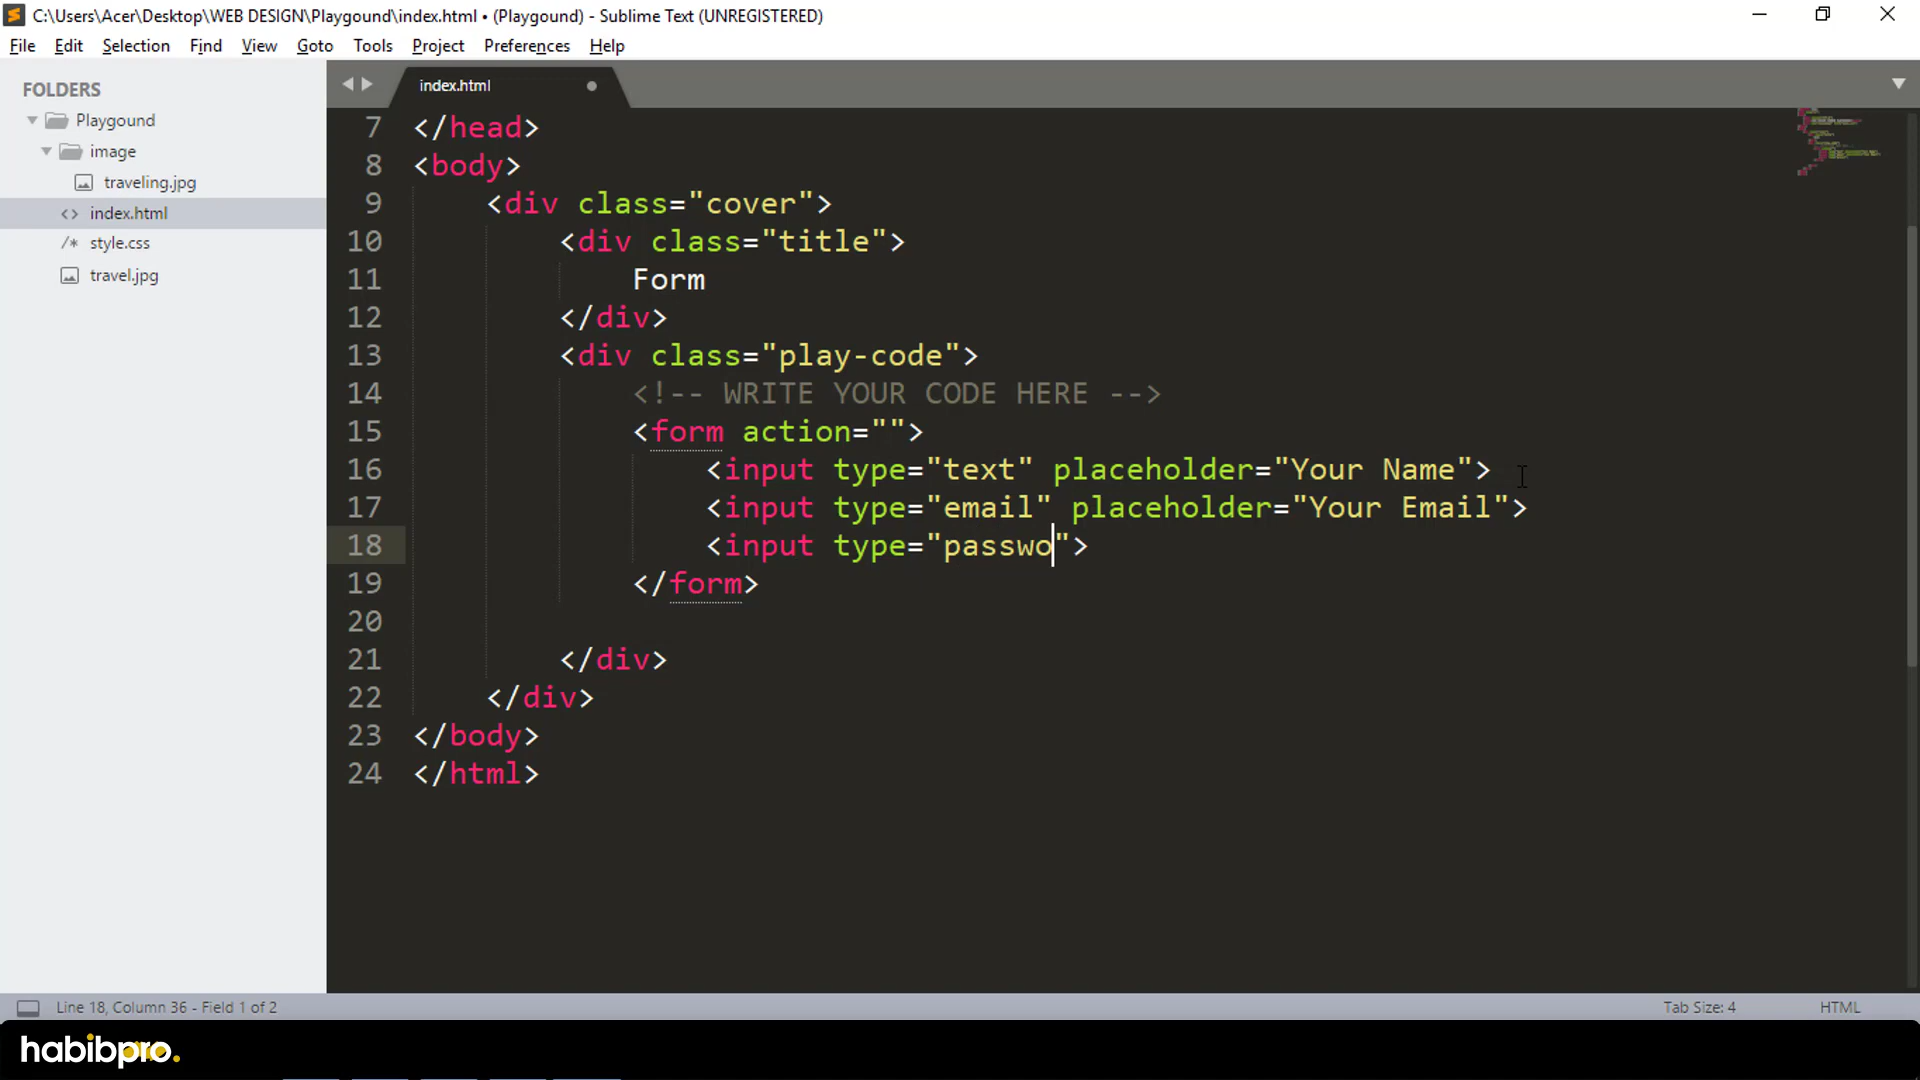 C:\Users\Acer\Desktop\WEB DESIGN\Playgound\index.html • (Playgound) - Sublime Text (UNREGISTERED)
File Edit Selection Find View Goto Tools Project Preferences Help
FOLDERS
Playgound
image
traveling.jpg
index.html
style.css
travel.jpg
index.html
7 </head>
8 <body>
9 <div class="cover">
10 <div class="title">
11 Form
12 </div>
13 <div class="play-code">
14 <!-- WRITE YOUR CODE HERE -->
15 <form action="">
16 <input type="text" placeholder="Your Name">
17 <input type="email" placeholder="Your Email">
18 <input type="passwo">
19 </form>
20
21 </div>
22 </div>
23 </body>
24 </html>
Line 18, Column 36 - Field 1 of 2 Tab Size: 4 HTML
habibpro.